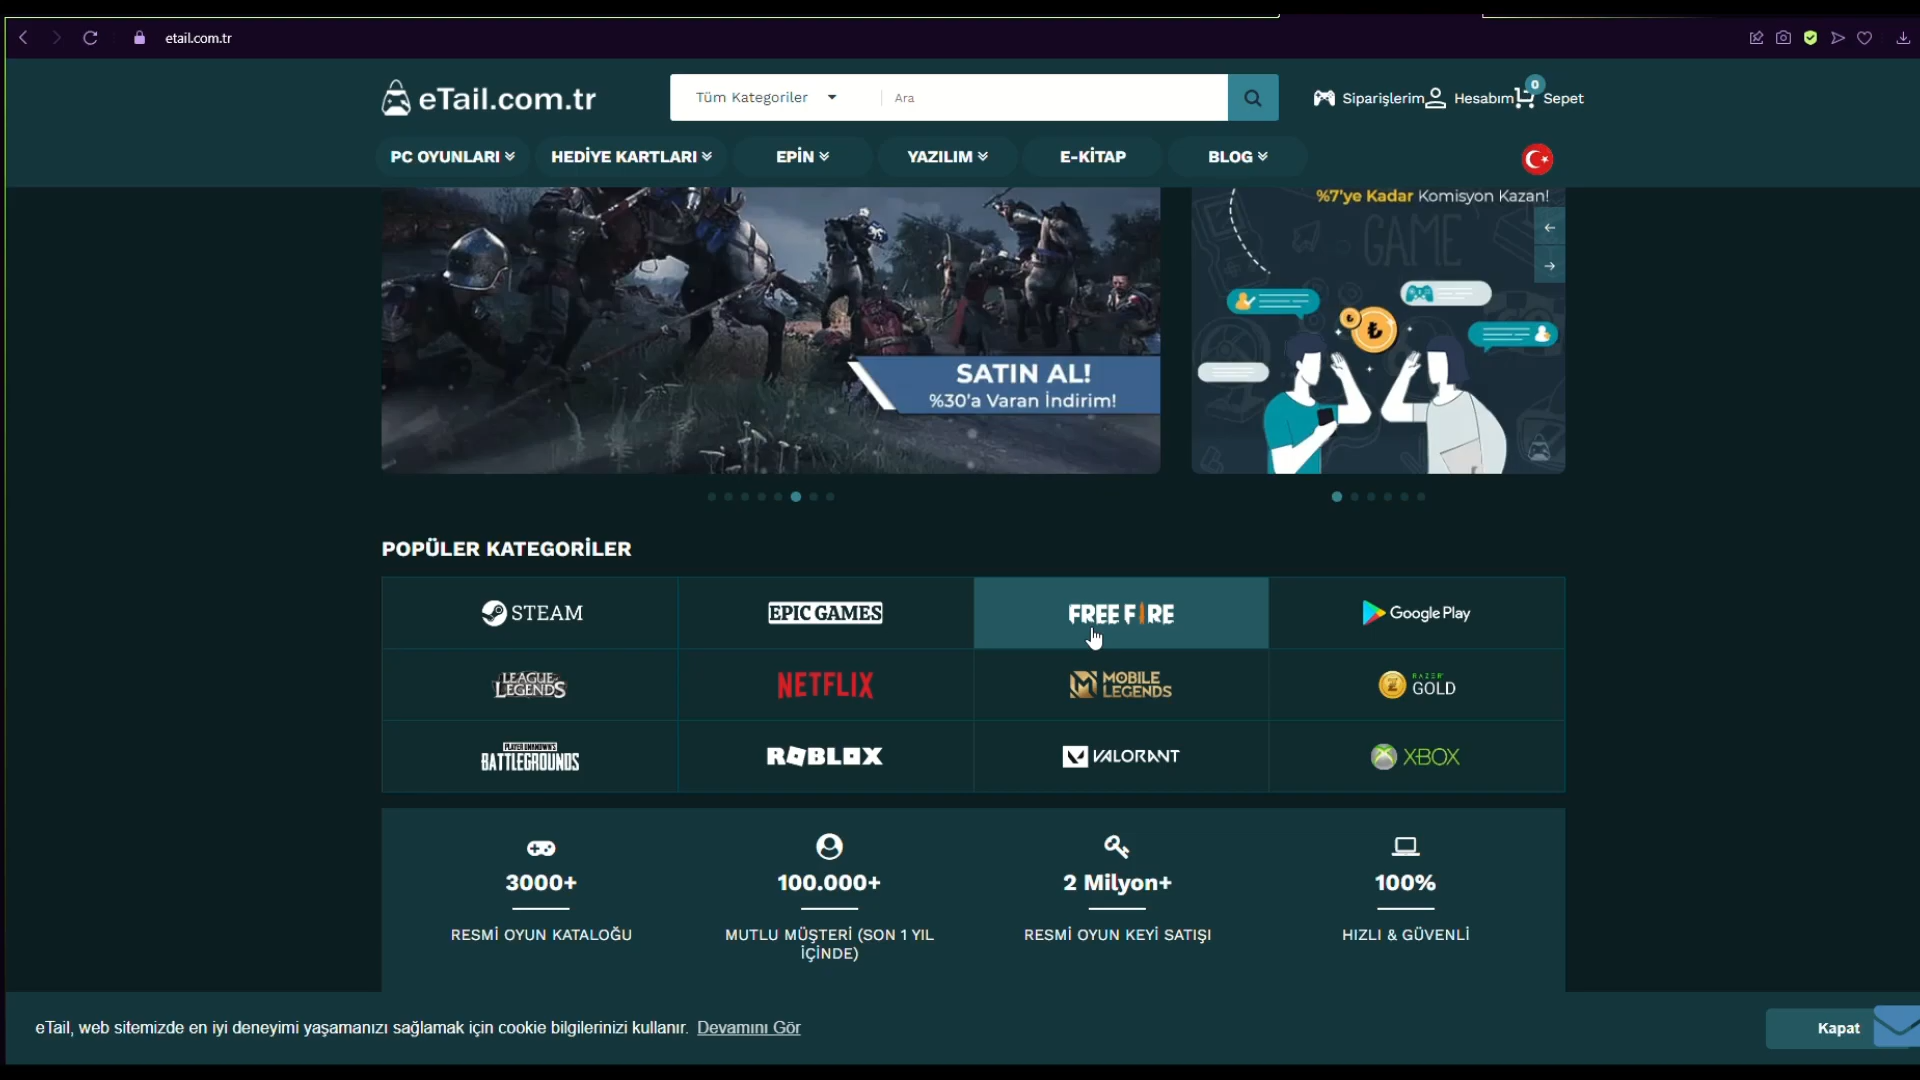 etail.com.tr
eTail.com.tr
Tüm Kategoriler
Ara
Siparişlerim
Hesabım
0
Sepet
PC OYUNLARI
HEDİYE KARTLARI
EPİN
YAZILIM
E-KİTAP
BLOG
SATIN AL!
%30'a Varan İndirim!
%7'ye Kadar Komisyon Kazan!
GAME
POPÜLER KATEGORİLER
STEAM
EPIC GAMES
FREE FIRE
Google Play
LEAGUE OF LEGENDS
NETFLIX
MOBILE LEGENDS
RAZER GOLD
PLAYERUNKNOWN'S
BATTLEGROUNDS
ROBLOX
VALORANT
XBOX
3000+
RESMİ OYUN KATALOĞU
100.000+
MUTLU MÜŞTERİ (SON 1 YIL
İÇİNDE)
2 Milyon+
RESMİ OYUN KEYİ SATIŞI
100%
HIZLI & GÜVENLİ
eTail, web sitemizde en iyi deneyimi yaşamanızı sağlamak için cookie bilgilerinizi kullanır. Devamını Gör
Kapat